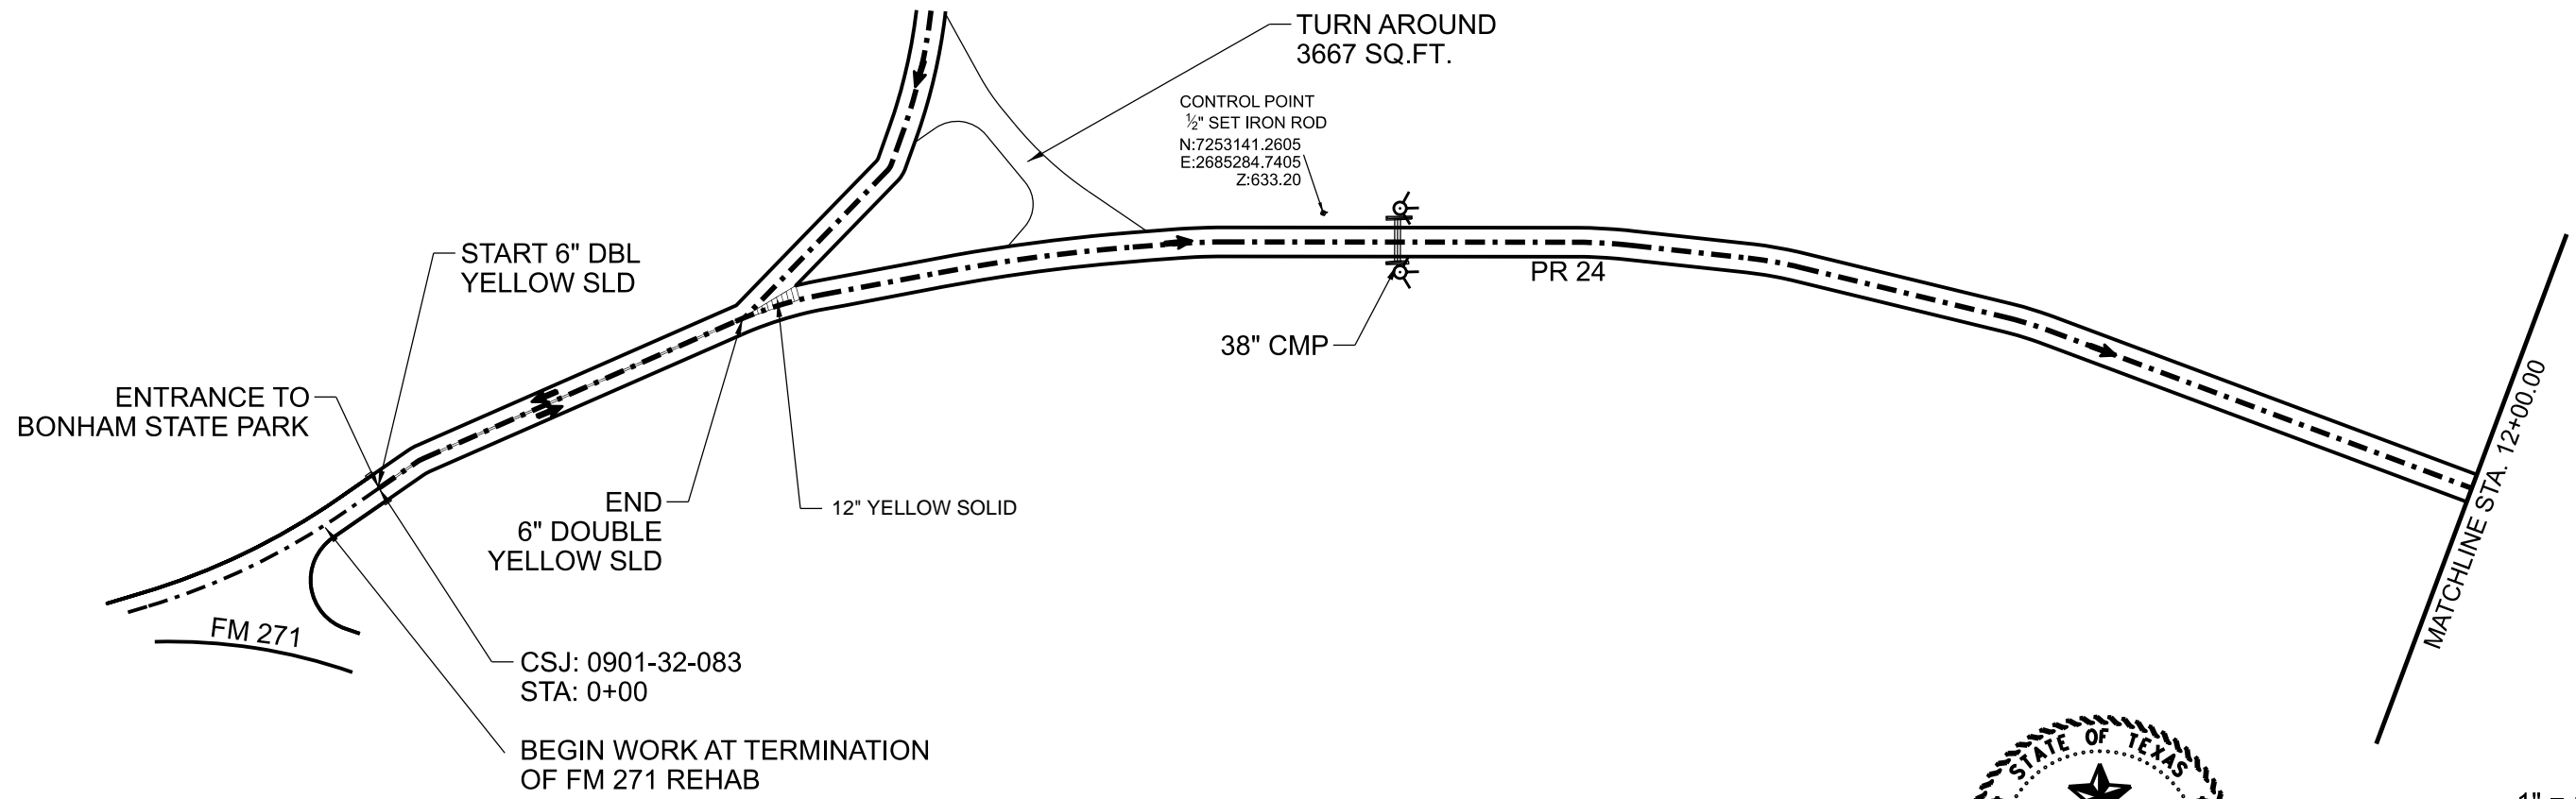 TURN AROUND
3667 SQ.FT.
CONTROL POINT
½" SET IRON ROD
N:7253141.2605
E:2685284.7405
Z:633.20
START 6" DBL
YELLOW SLD
PR 24
38" CMP
ENTRANCE TO
BONHAM STATE PARK
END
6" DOUBLE
YELLOW SLD
12" YELLOW SOLID
MATCHLINE STA. 12+00.00
FM 271
CSJ: 0901-32-083
STA: 0+00
BEGIN WORK AT TERMINATION
OF FM 271 REHAB
STATE OF TEXAS